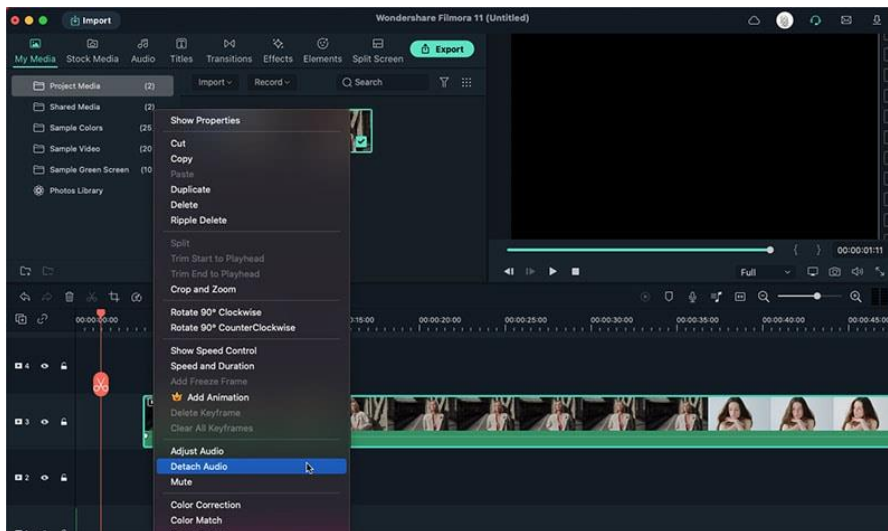 Import
Wondershare Filmora 11 (Untitled)
My Media Stock Media Audio Titles Transitions Effects Elements Split Screen Export
Project Media (2)
Import Record Search
Shared Media (2)
Sample Colors (25
Sample Video (20
Sample Green Screen (10
Photos Library
Show Properties
Cut
Copy
Paste
Duplicate
Delete
Ripple Delete
Split
Trim Start to Playhead
Trim End to Playhead
Crop and Zoom
Rotate 90° Clockwise
Rotate 90° CounterClockwise
Show Speed Control
Speed and Duration
Add Freeze Frame
Add Animation
Delete Keyframe
Clear All Keyframes
Adjust Audio
Detach Audio
Mute
Color Correction
Color Match
00:00:01:11
Full
00:00:00:00 0:15:00 00:00:20:00 00:00:25:00 00:00:30:00 00:00:35:00 00:00:40:00 00:00:45:00
4
3
2